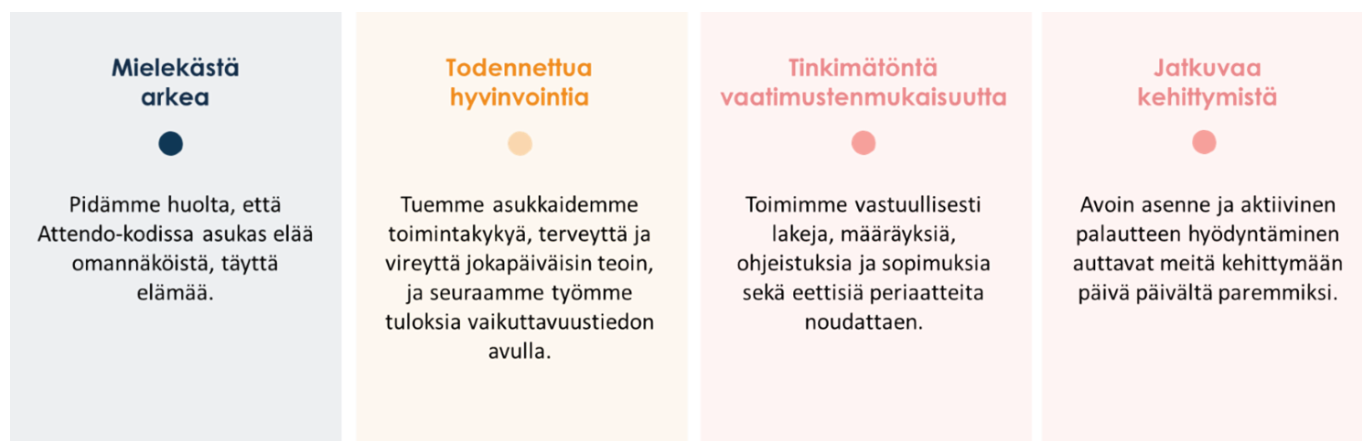 Mielekästä
arkea
Pidämme huolta, että
Attendo-kodissa asukas elää
omannäköistä, täyttä
elämää.
Todennettua
hyvinvointia
Tuemme asukkaidemme
toimintakykyä, terveyttä ja
vireyttä jokapäiväisin teoin,
ja seuraamme työmme
tuloksia vaikuttavuustiedon
avulla.
Tinkimätöntä
vaatimustenmukaisuutta
Toimimme vastuullisesti
lakeja, määräyksiä,
ohjeistuksia ja sopimuksia
sekä eettisiä periaatteita
noudattaen.
Jatkuvaa
kehittymistä
Avoin asenne ja aktiivinen
palautteen hyödyntäminen
auttavat meitä kehittymään
päivä päivältä paremmiksi.